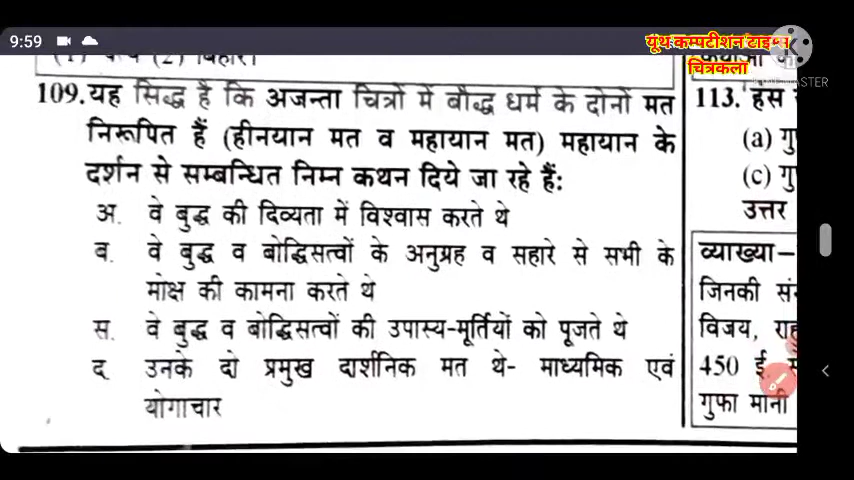 9:59
यूथ कम्पटीशन टाइम्स
चित्रकला
109. यह सिद्ध है कि अजन्ता चित्रों में बौद्ध धर्म के दोनों मत
निरूपित हैं (हीनयान मत व महायान मत) महायान के
दर्शन से सम्बन्धित निम्न कथन दिये जा रहे हैं:
अ. वे बुद्ध की दिव्यता में विश्वास करते थे
ब. वे बुद्ध व बोद्धिसत्वों के अनुग्रह व सहारे से सभी के
मोक्ष की कामना करते थे
स. वे बुद्ध व बोद्धिसत्वों की उपास्य-मूर्तियों को पूजते थे
द. उनके दो प्रमुख दार्शनिक मत थे- माध्यमिक एवं
योगाचार
113. हंस
(a) गु
(c) गु
उत्तर
व्याख्या–
जिनकी सं
विजय, राह
450 ई.
गुफा मानी